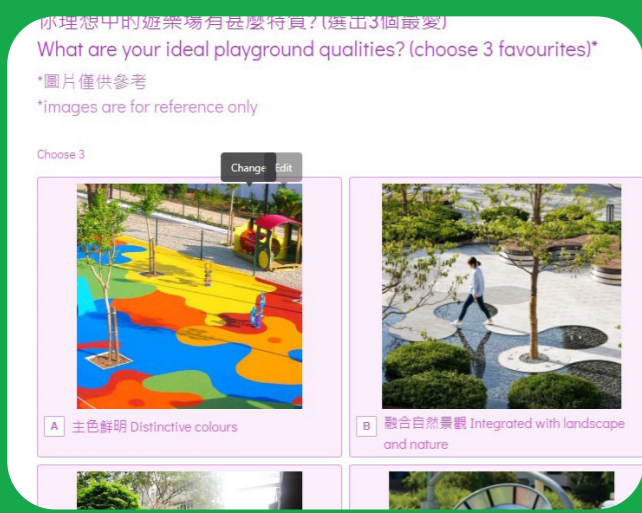 你理想中的遊樂場有甚麼特質? (選出3個最愛)
What are your ideal playground qualities? (choose 3 favourites)*
*圖片僅供參考
*images are for reference only
Choose 3
Change Edit
A 主色鮮明 Distinctive colours
B 融合自然景觀 Integrated with landscape
and nature